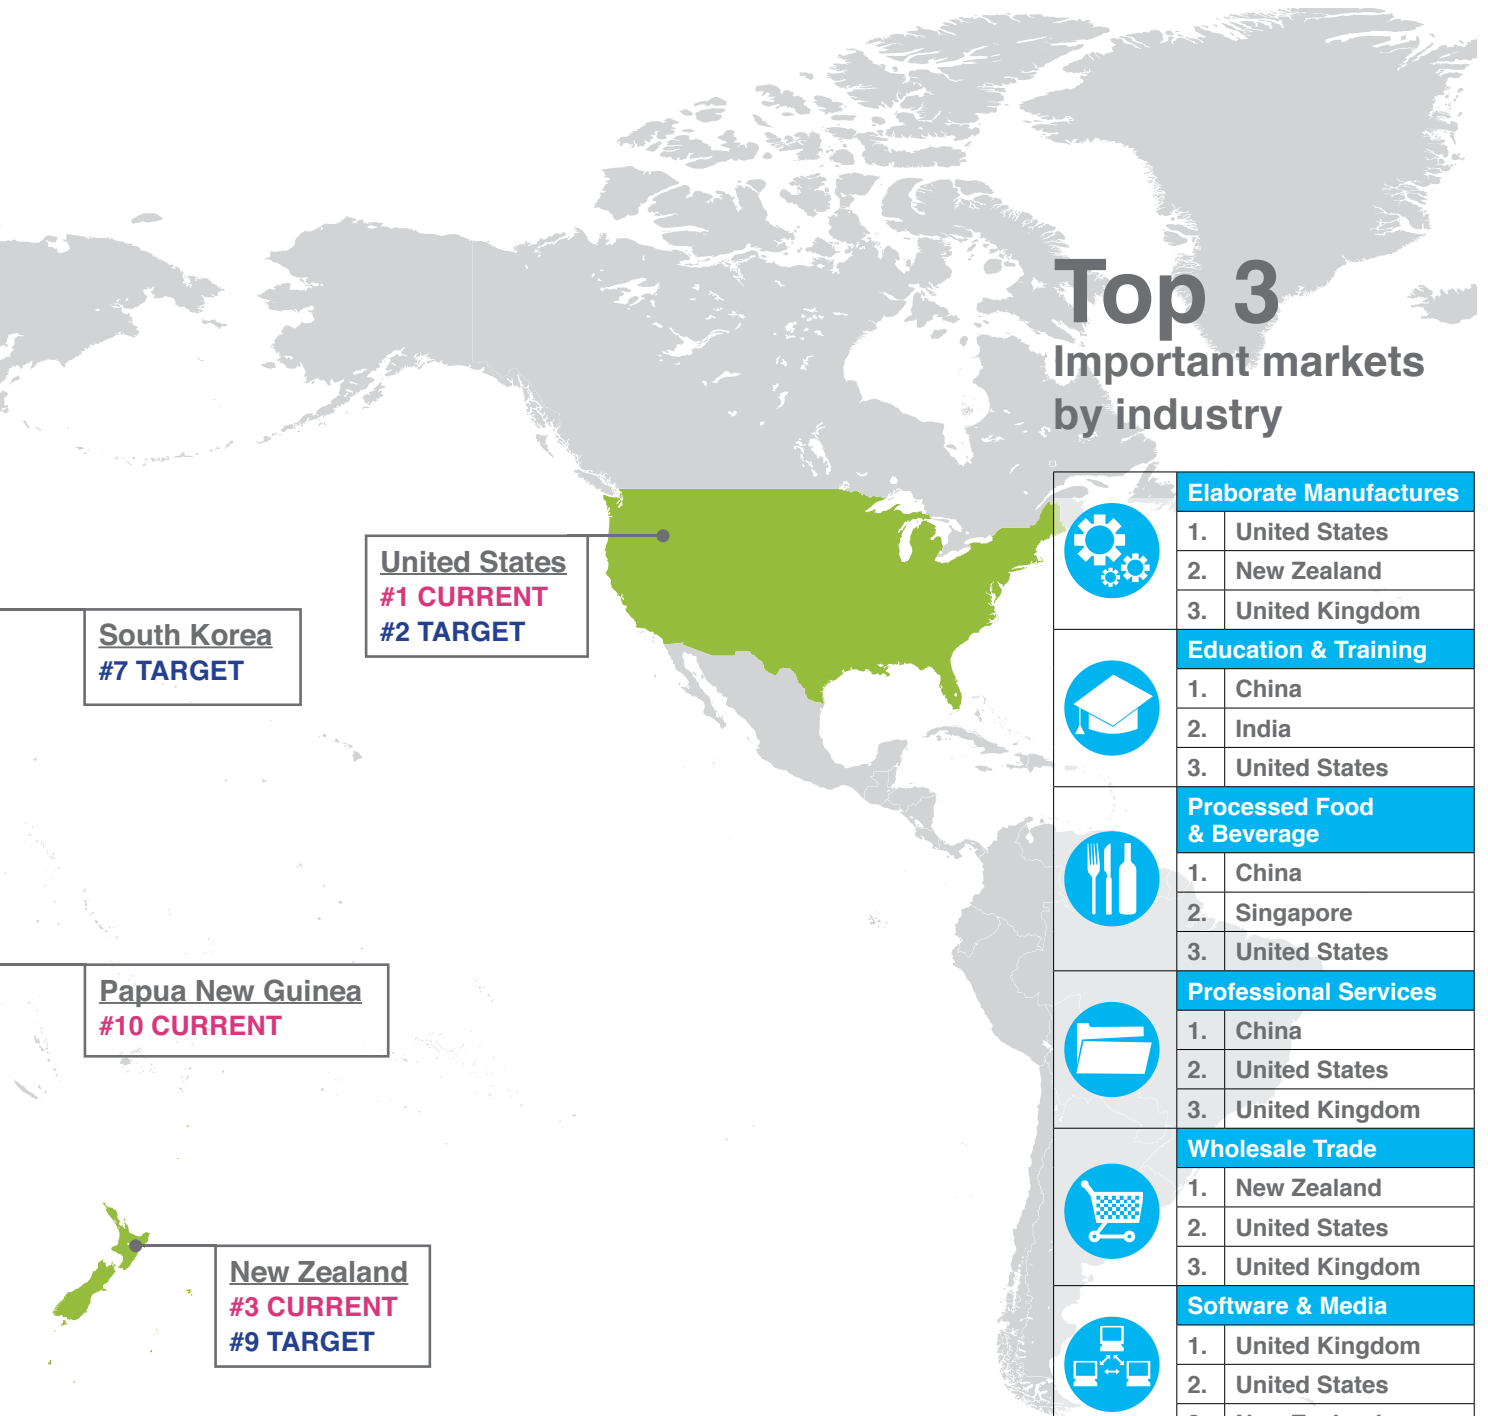 Top 3
Important markets
by industry
United States
#1 CURRENT
#2 TARGET
South Korea
#7 TARGET
Papua New Guinea
#10 CURRENT
New Zealand
#3 CURRENT
#9 TARGET
Elaborate Manufactures
1. United States
2. New Zealand
3. United Kingdom
Education & Training
1. China
2. India
3. United States
Processed Food
& Beverage
1. China
2. Singapore
3. United States
Professional Services
1. China
2. United States
3. United Kingdom
Wholesale Trade
1. New Zealand
2. United States
3. United Kingdom
Software & Media
1. United Kingdom
2. United States